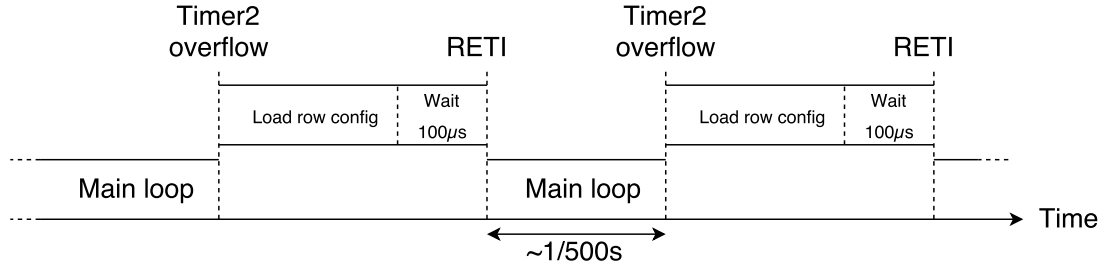 Timer2
overflow
RETI
Timer2
overflow
RETI
Load row config
Wait
100μs
Load row config
Wait
100μs
Main loop
Main loop
Time
~1/500s